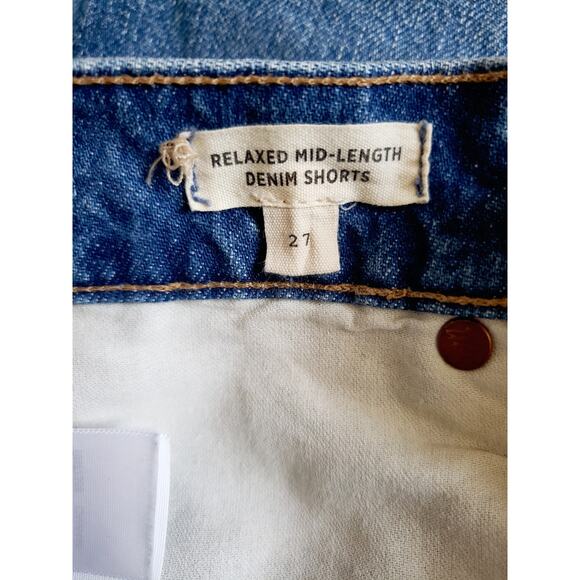 RELAXED MID-LENGTH
DENIM SHORTS
27